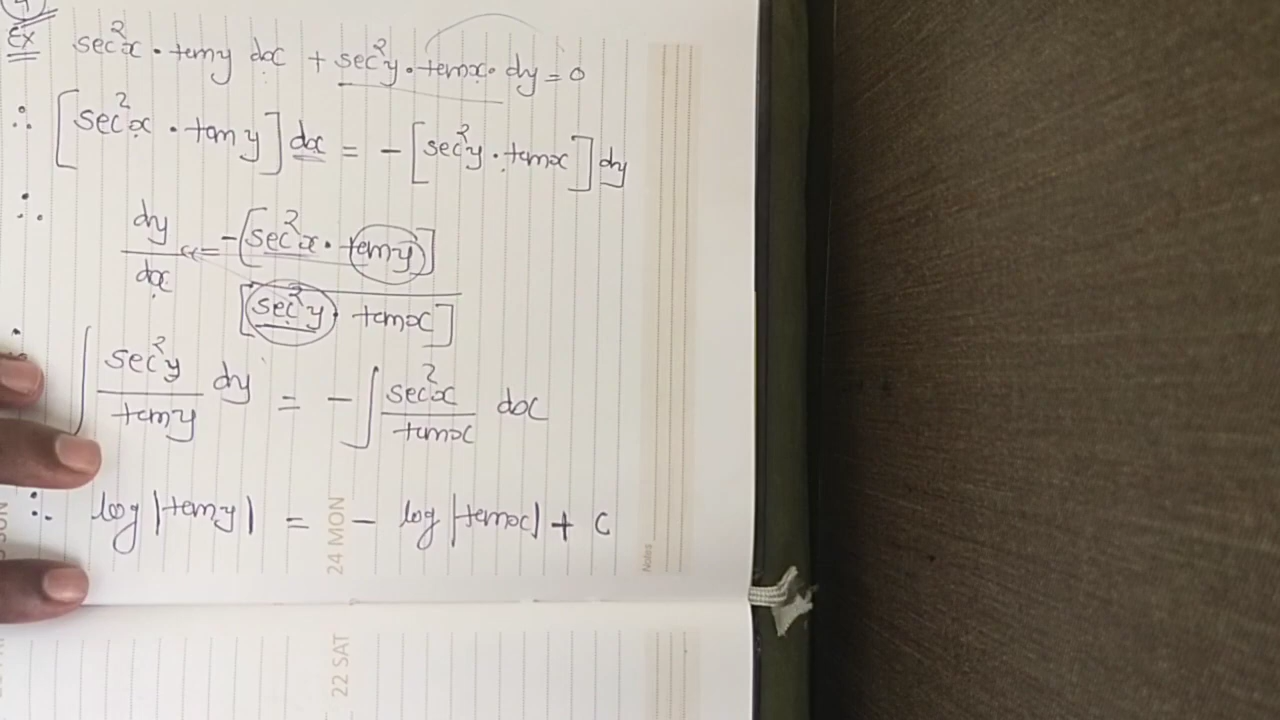 Ex sec²x · tany dx + sec²y · tanx · dy = 0
∴ [sec²x · tany] dx = - [sec²y · tanx] dy
∴ dy/dx = -[sec²x · tany] / [sec²y · tanx]
∴ ∫ sec²y/tany dy = - ∫ sec²x/tanx dx
∴ log |tany| = - log |tanx| + c
24 MON
22 SAT
Notes